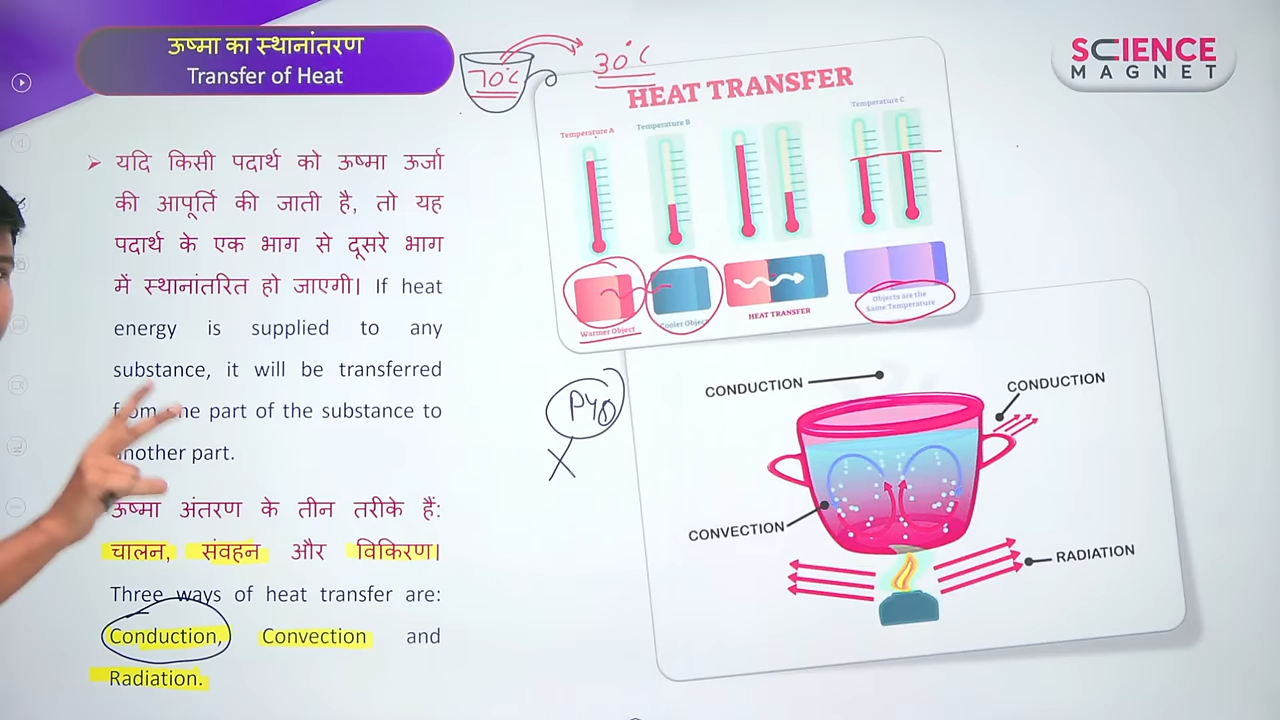 ऊष्मा का स्थानांतरण
Transfer of Heat
70°C
30°C
SCIENCE
MAGNET
यदि किसी पदार्थ को ऊष्मा ऊर्जा
की आपूर्ति की जाती है, तो यह
पदार्थ के एक भाग से दूसरे भाग
में स्थानांतरित हो जाएगी। If heat
energy is supplied to any
substance, it will be transferred
from one part of the substance to
another part.
ऊष्मा अंतरण के तीन तरीके हैं:
चालन, संवहन और विकिरण।
Three ways of heat transfer are:
Conduction, Convection and
Radiation.
HEAT TRANSFER
Temperature A
Temperature B
Temperature C
Warmer Object
Cooler Object
HEAT TRANSFER
Objects are the
Same Temperature
CONDUCTION
CONDUCTION
CONVECTION
RADIATION